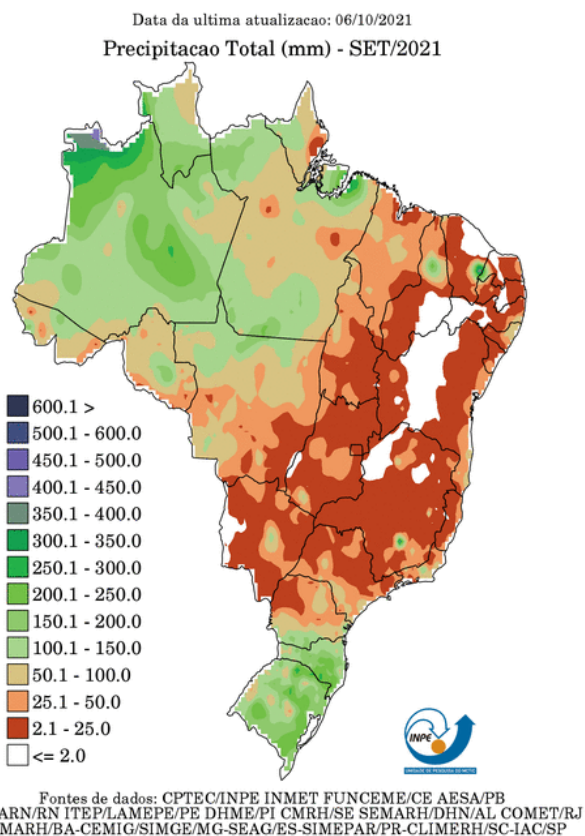 Data da ultima atualizacao: 06/10/2021
Precipitacao Total (mm) - SET/2021
600.1 >
500.1 - 600.0
450.1 - 500.0
400.1 - 450.0
350.1 - 400.0
300.1 - 350.0
250.1 - 300.0
200.1 - 250.0
150.1 - 200.0
100.1 - 150.0
50.1 - 100.0
25.1 - 50.0
2.1 - 25.0
<= 2.0
INPE
Fontes de dados: CPTEC/INPE INMET FUNCEME/CE AESA/PB
ARN/RN ITEP/LAMEPE/PE DHME/PI CMRH/SE SEMARH/DHN/AL COMET/RJ
MARH/BA-CEMIG/SIMGE/MG-SEAG/ES-SIMEPAR/PR-CLIMERH/SC-IAC/SP